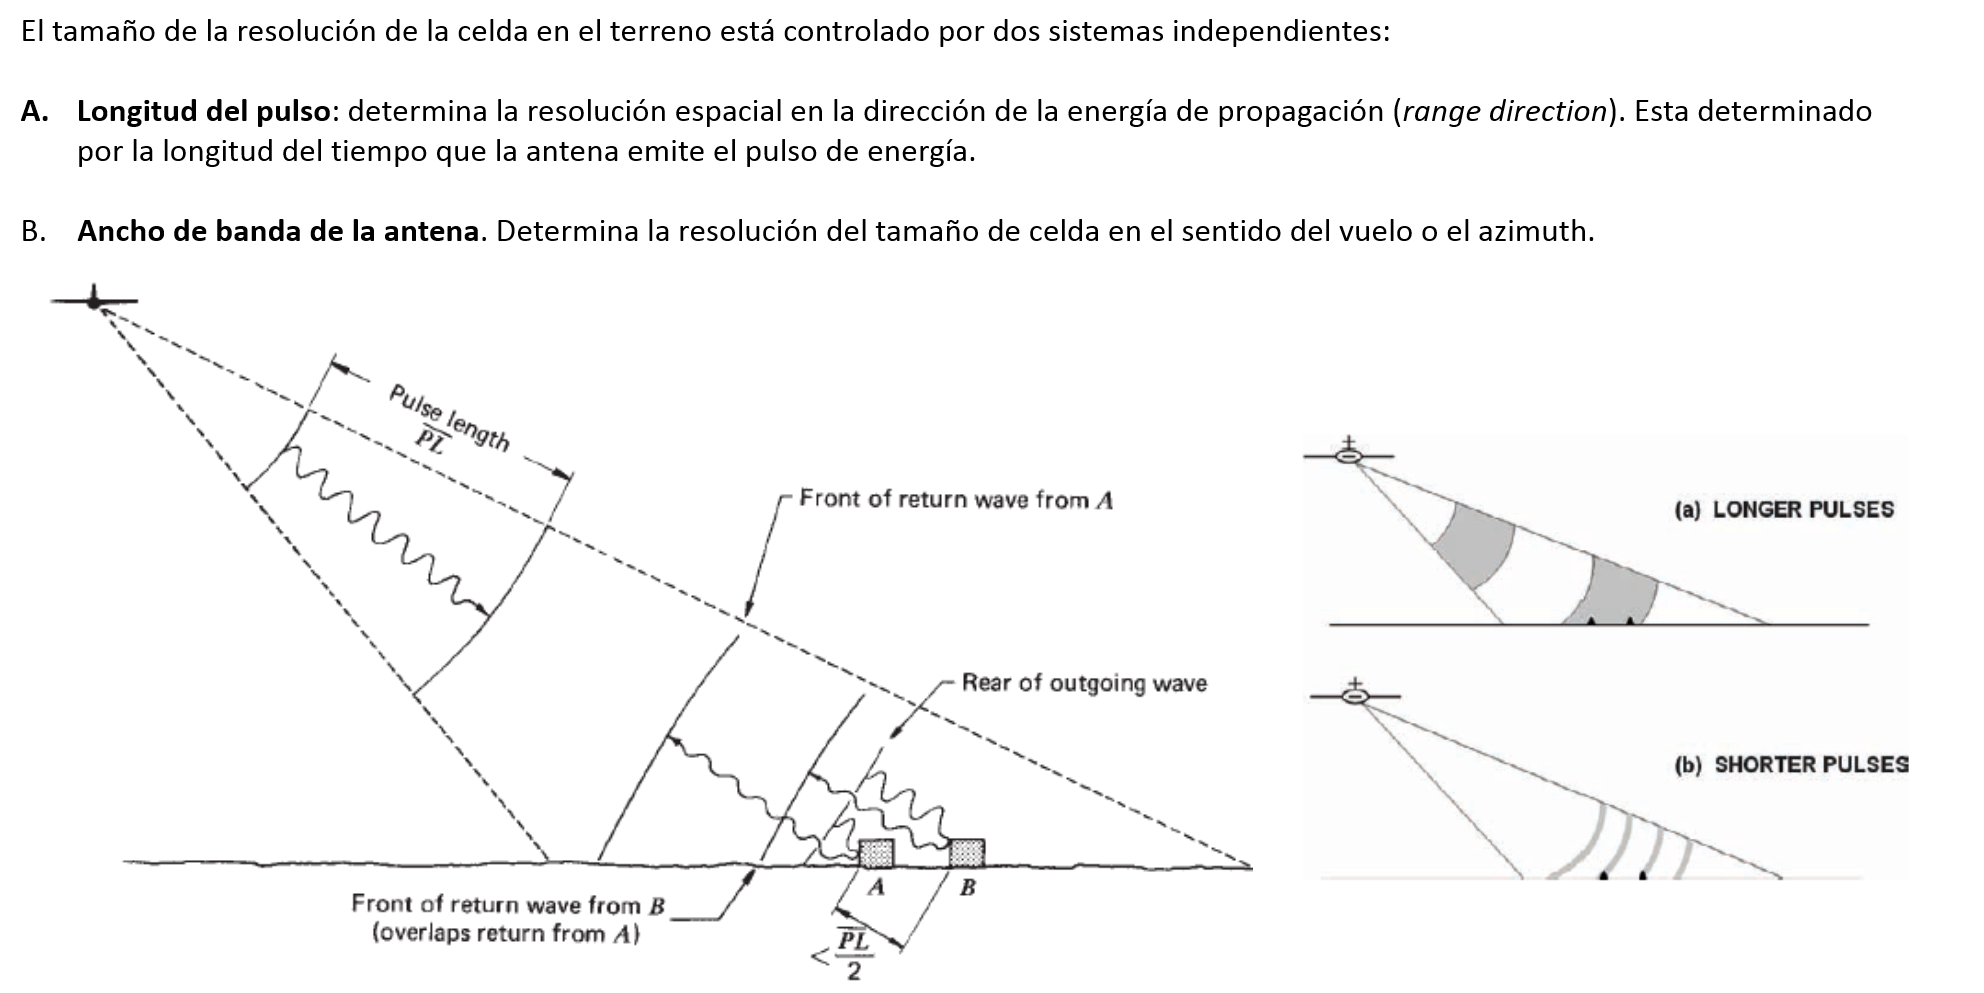 El tamaño de la resolución de la celda en el terreno está controlado por dos sistemas independientes:
A. Longitud del pulso: determina la resolución espacial en la dirección de la energía de propagación (range direction). Esta determinado
por la longitud del tiempo que la antena emite el pulso de energía.
B. Ancho de banda de la antena. Determina la resolución del tamaño de celda en el sentido del vuelo o el azimuth.
Pulse length
PL
Front of return wave from A
Rear of outgoing wave
A
B
Front of return wave from B
(overlaps return from A)
< PL
2
(a) LONGER PULSES
(b) SHORTER PULSES